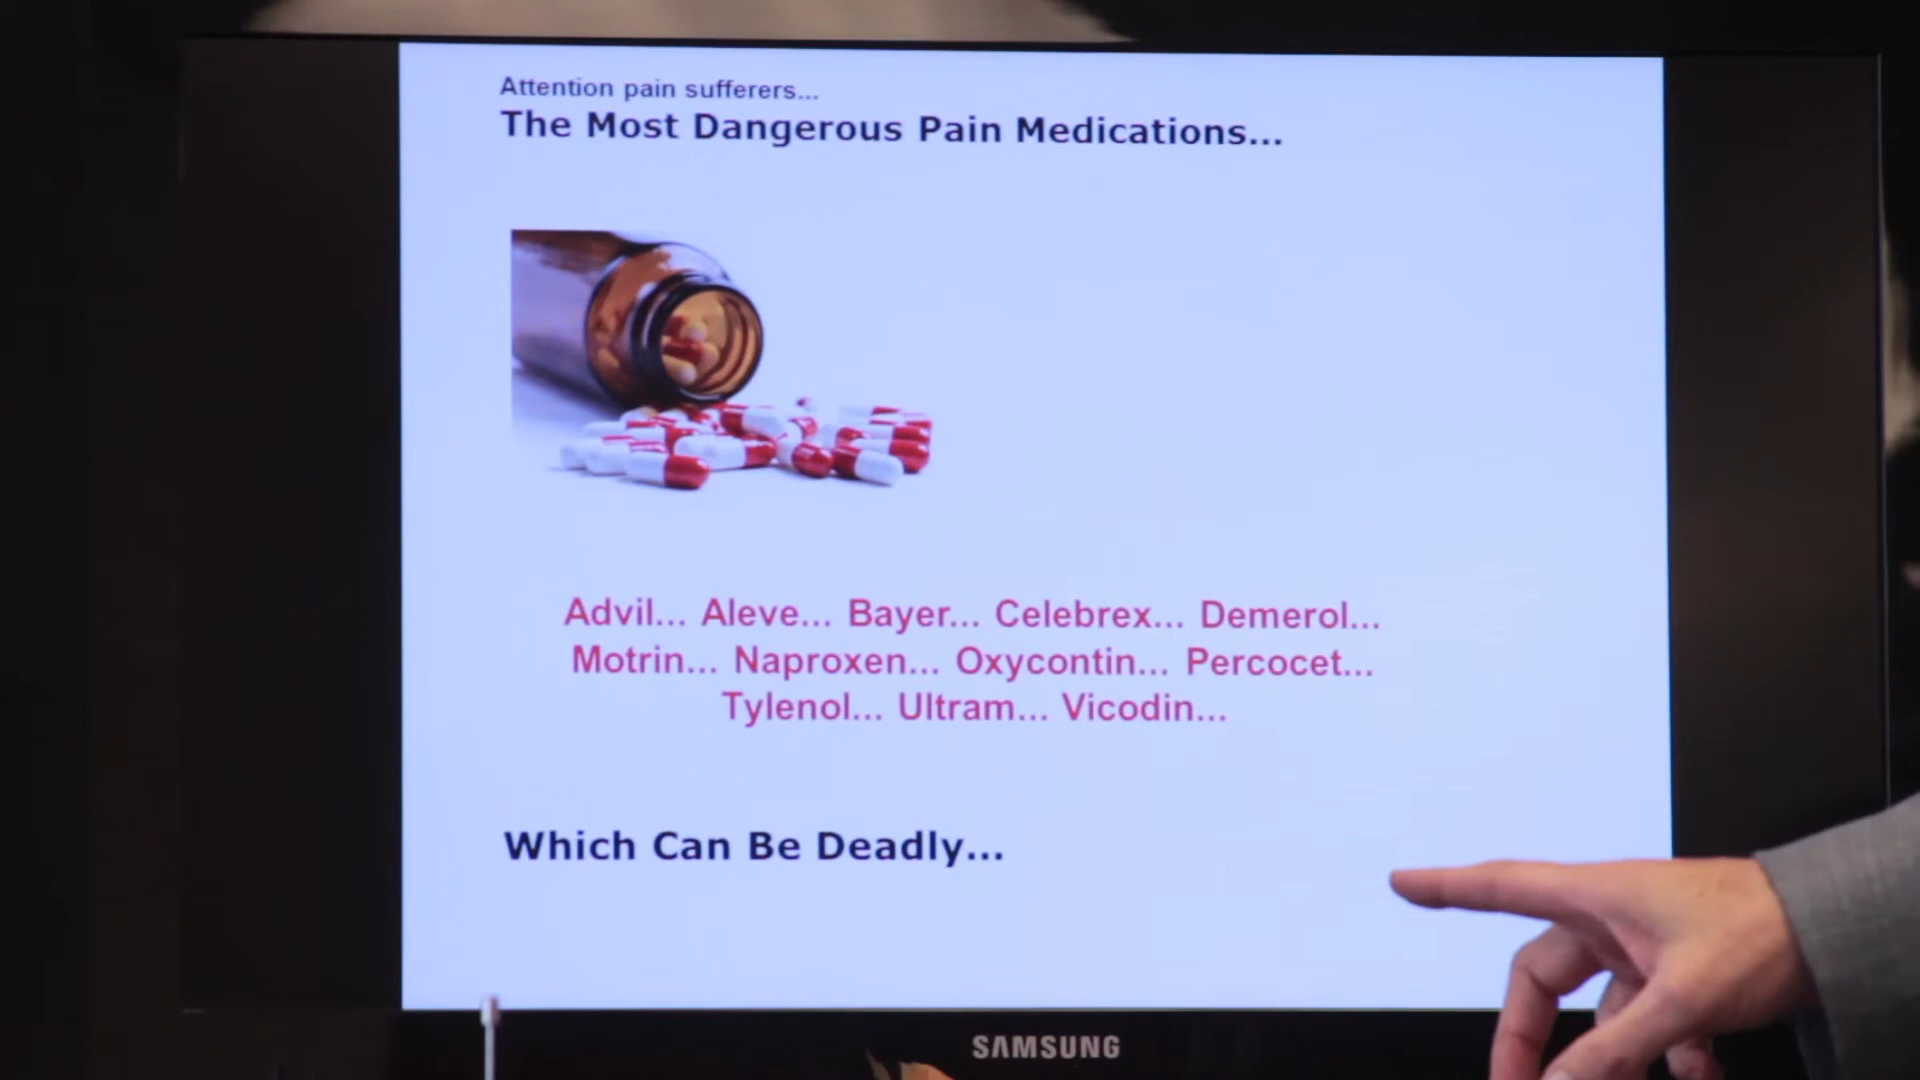 Attention pain sufferers...
The Most Dangerous Pain Medications...
Advil... Aleve... Bayer... Celebrex... Demerol...
Motrin... Naproxen... Oxycontin... Percocet...
Tylenol... Ultram... Vicodin...
Which Can Be Deadly...
SAMSUNG